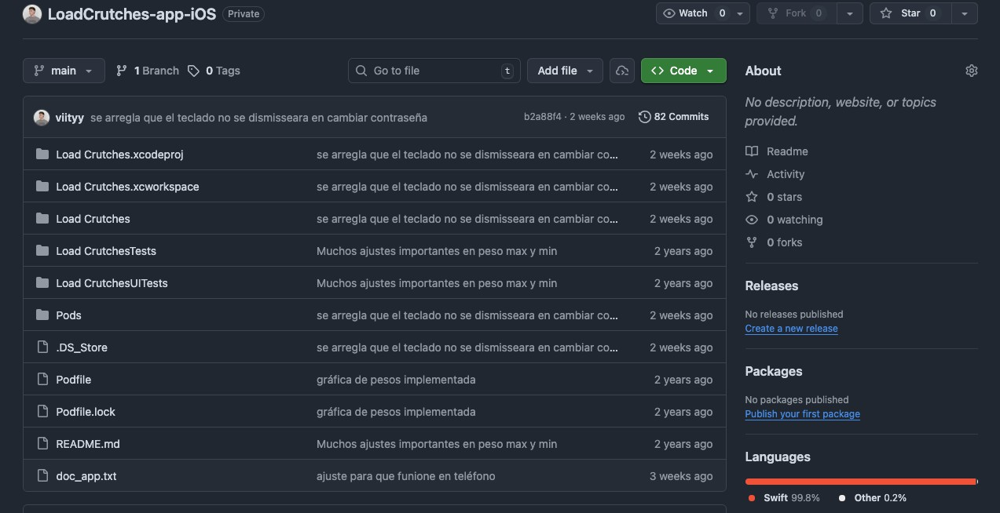 LoadCrutches-app-iOS Private
Watch 0 Fork 0 Star 0
main 1 Branch 0 Tags
Go to file t Add file Code
About
No description, website, or topics
provided.
viityy se arregla que el teclado no se dismisseara en cambiar contraseña b2a88f4 · 2 weeks ago 82 Commits
Load Crutches.xcodeproj se arregla que el teclado no se dismisseara en cambiar co... 2 weeks ago
Load Crutches.xcworkspace se arregla que el teclado no se dismisseara en cambiar co... 2 weeks ago
Load Crutches se arregla que el teclado no se dismisseara en cambiar co... 2 weeks ago
Load CrutchesTests Muchos ajustes importantes en peso max y min 2 years ago
Load CrutchesUITests Muchos ajustes importantes en peso max y min 2 years ago
Pods se arregla que el teclado no se dismisseara en cambiar co... 2 weeks ago
.DS_Store se arregla que el teclado no se dismisseara en cambiar co... 2 weeks ago
Podfile gráfica de pesos implementada 2 years ago
Podfile.lock gráfica de pesos implementada 2 years ago
README.md Muchos ajustes importantes en peso max y min 2 years ago
doc_app.txt ajuste para que funione en teléfono 3 weeks ago
Readme
Activity
0 stars
0 watching
0 forks
Releases
No releases published
Create a new release
Packages
No packages published
Publish your first package
Languages
Swift 99.8% Other 0.2%